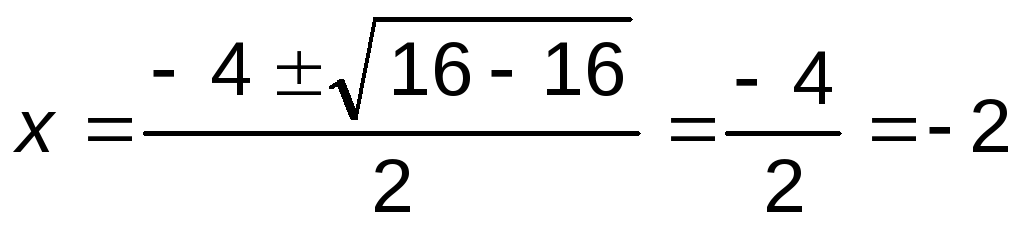 x = (- 4 ± √(16 - 16)) / 2 = - 4 / 2 = - 2